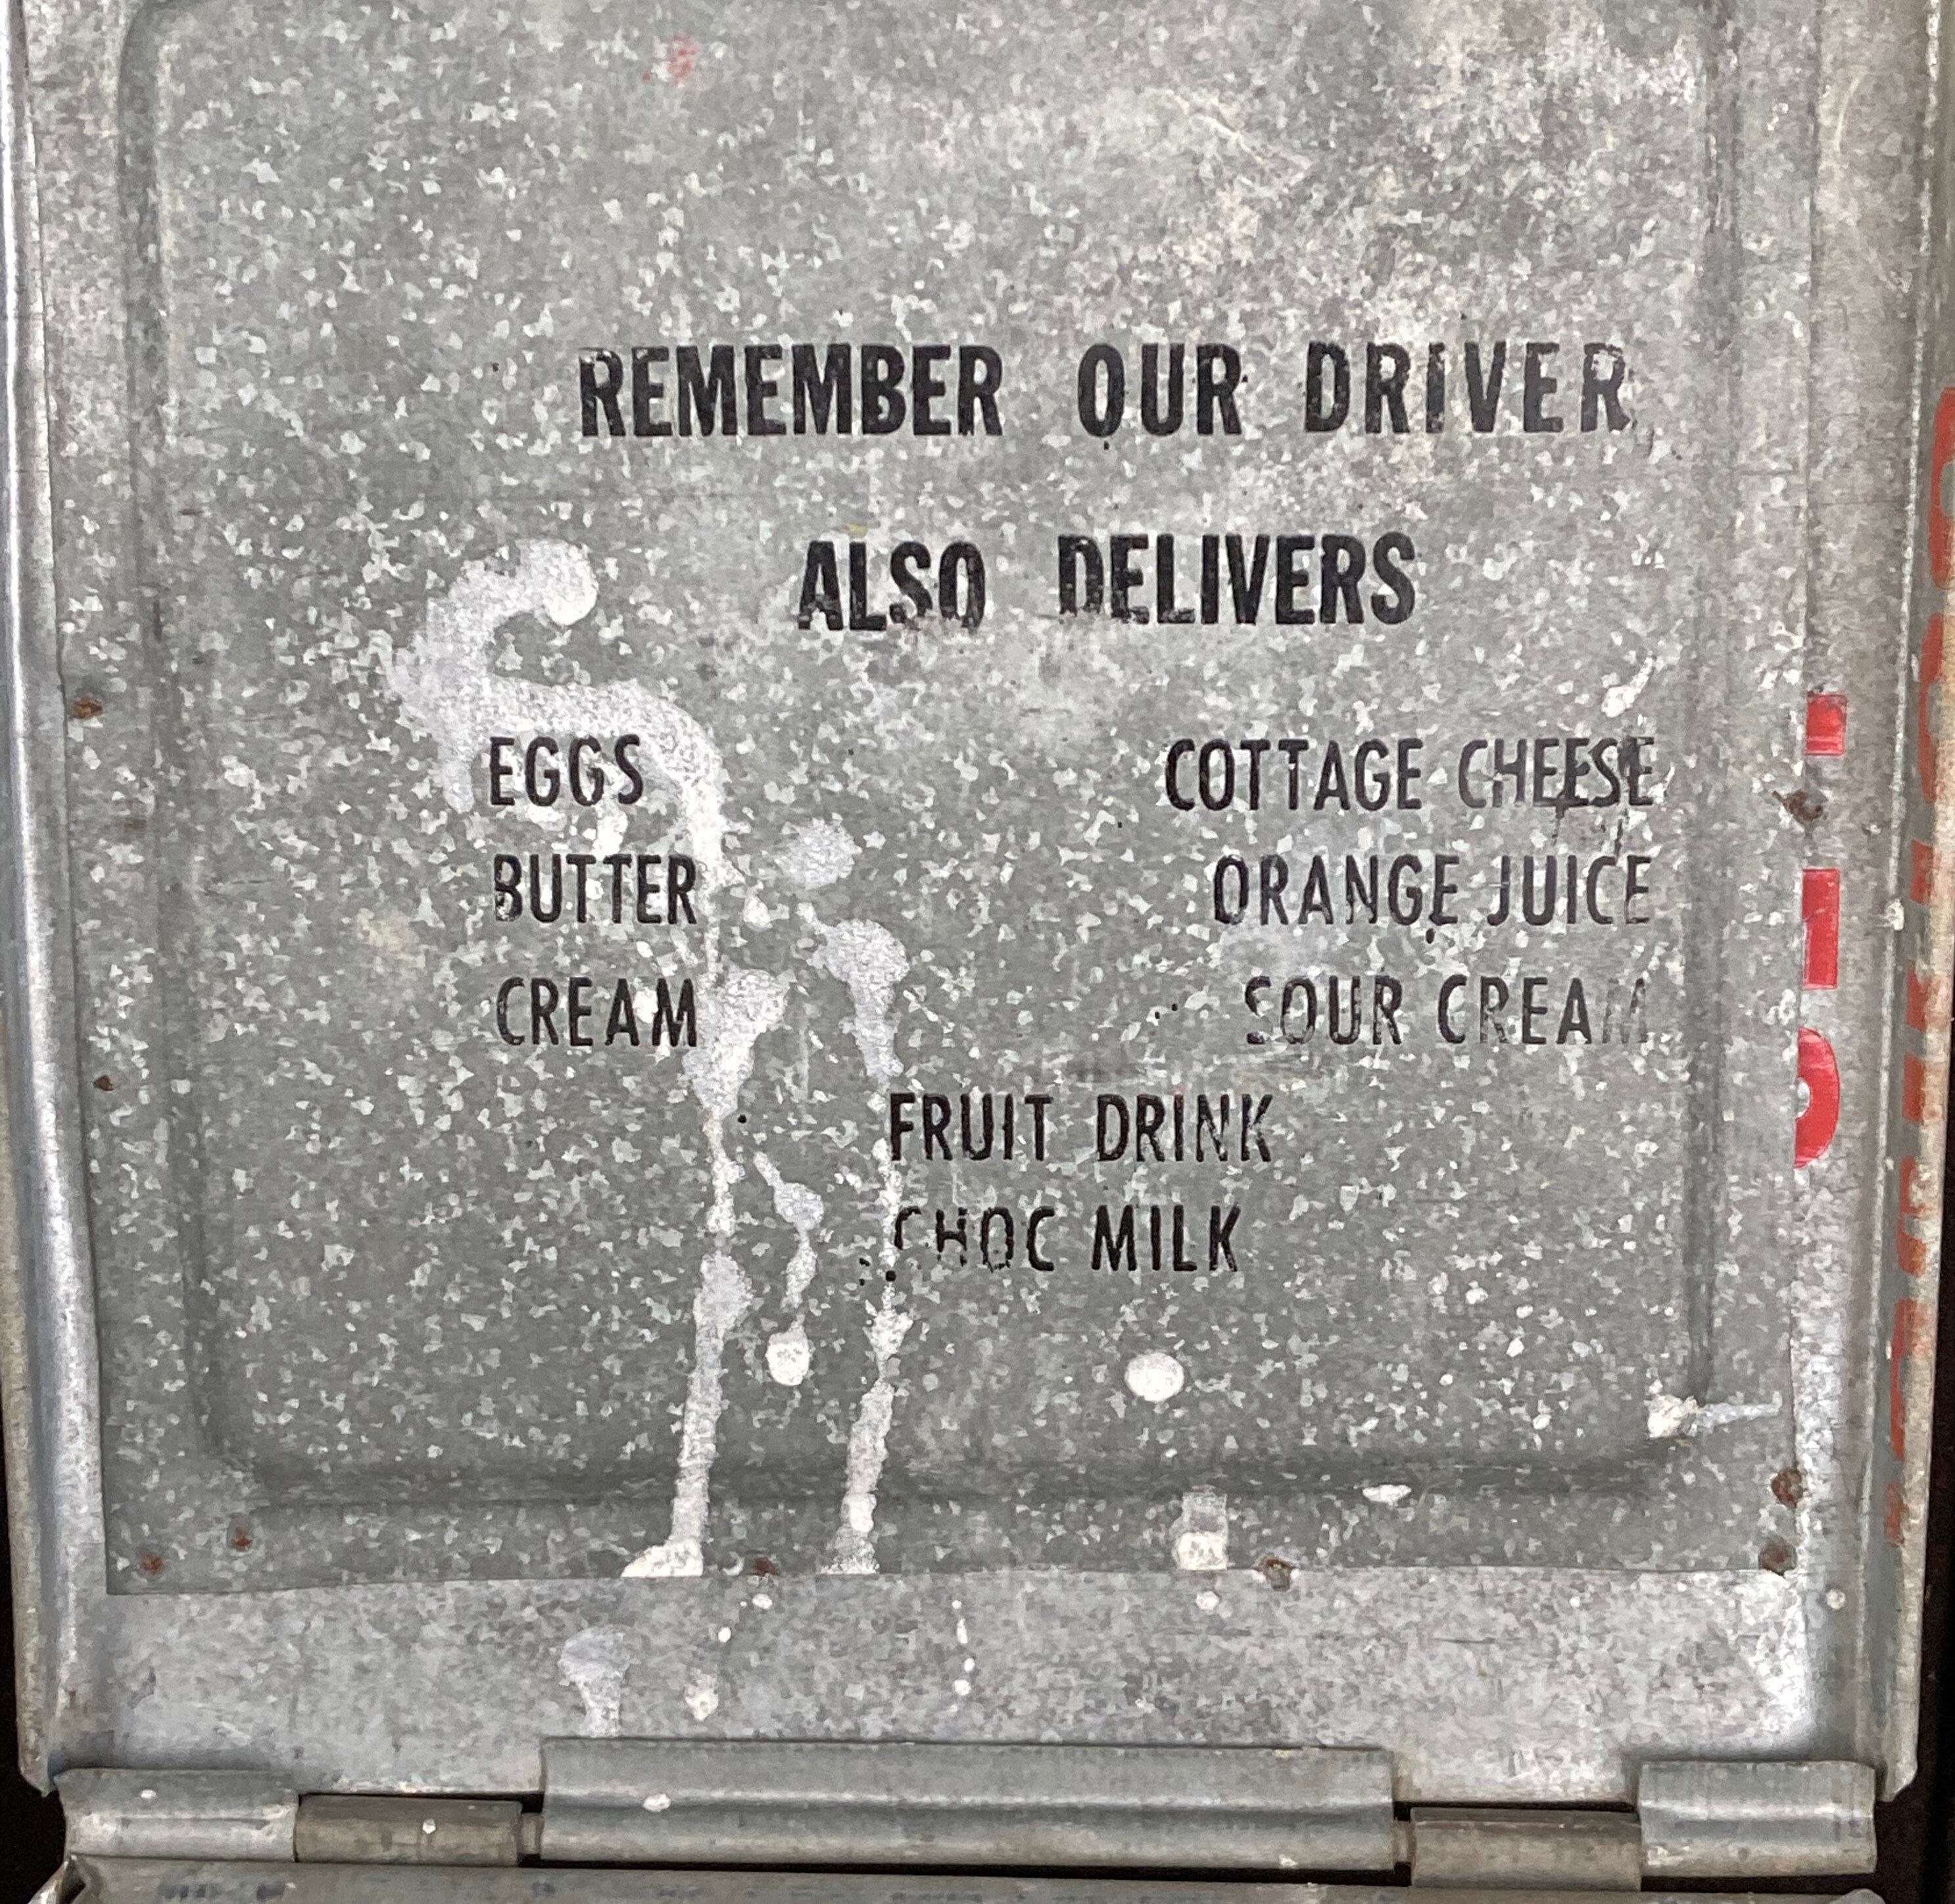 REMEMBER OUR DRIVER
ALSO DELIVERS
EGGS COTTAGE CHEESE
BUTTER ORANGE JUICE
CREAM SOUR CREAM
FRUIT DRINK
CHOC MILK